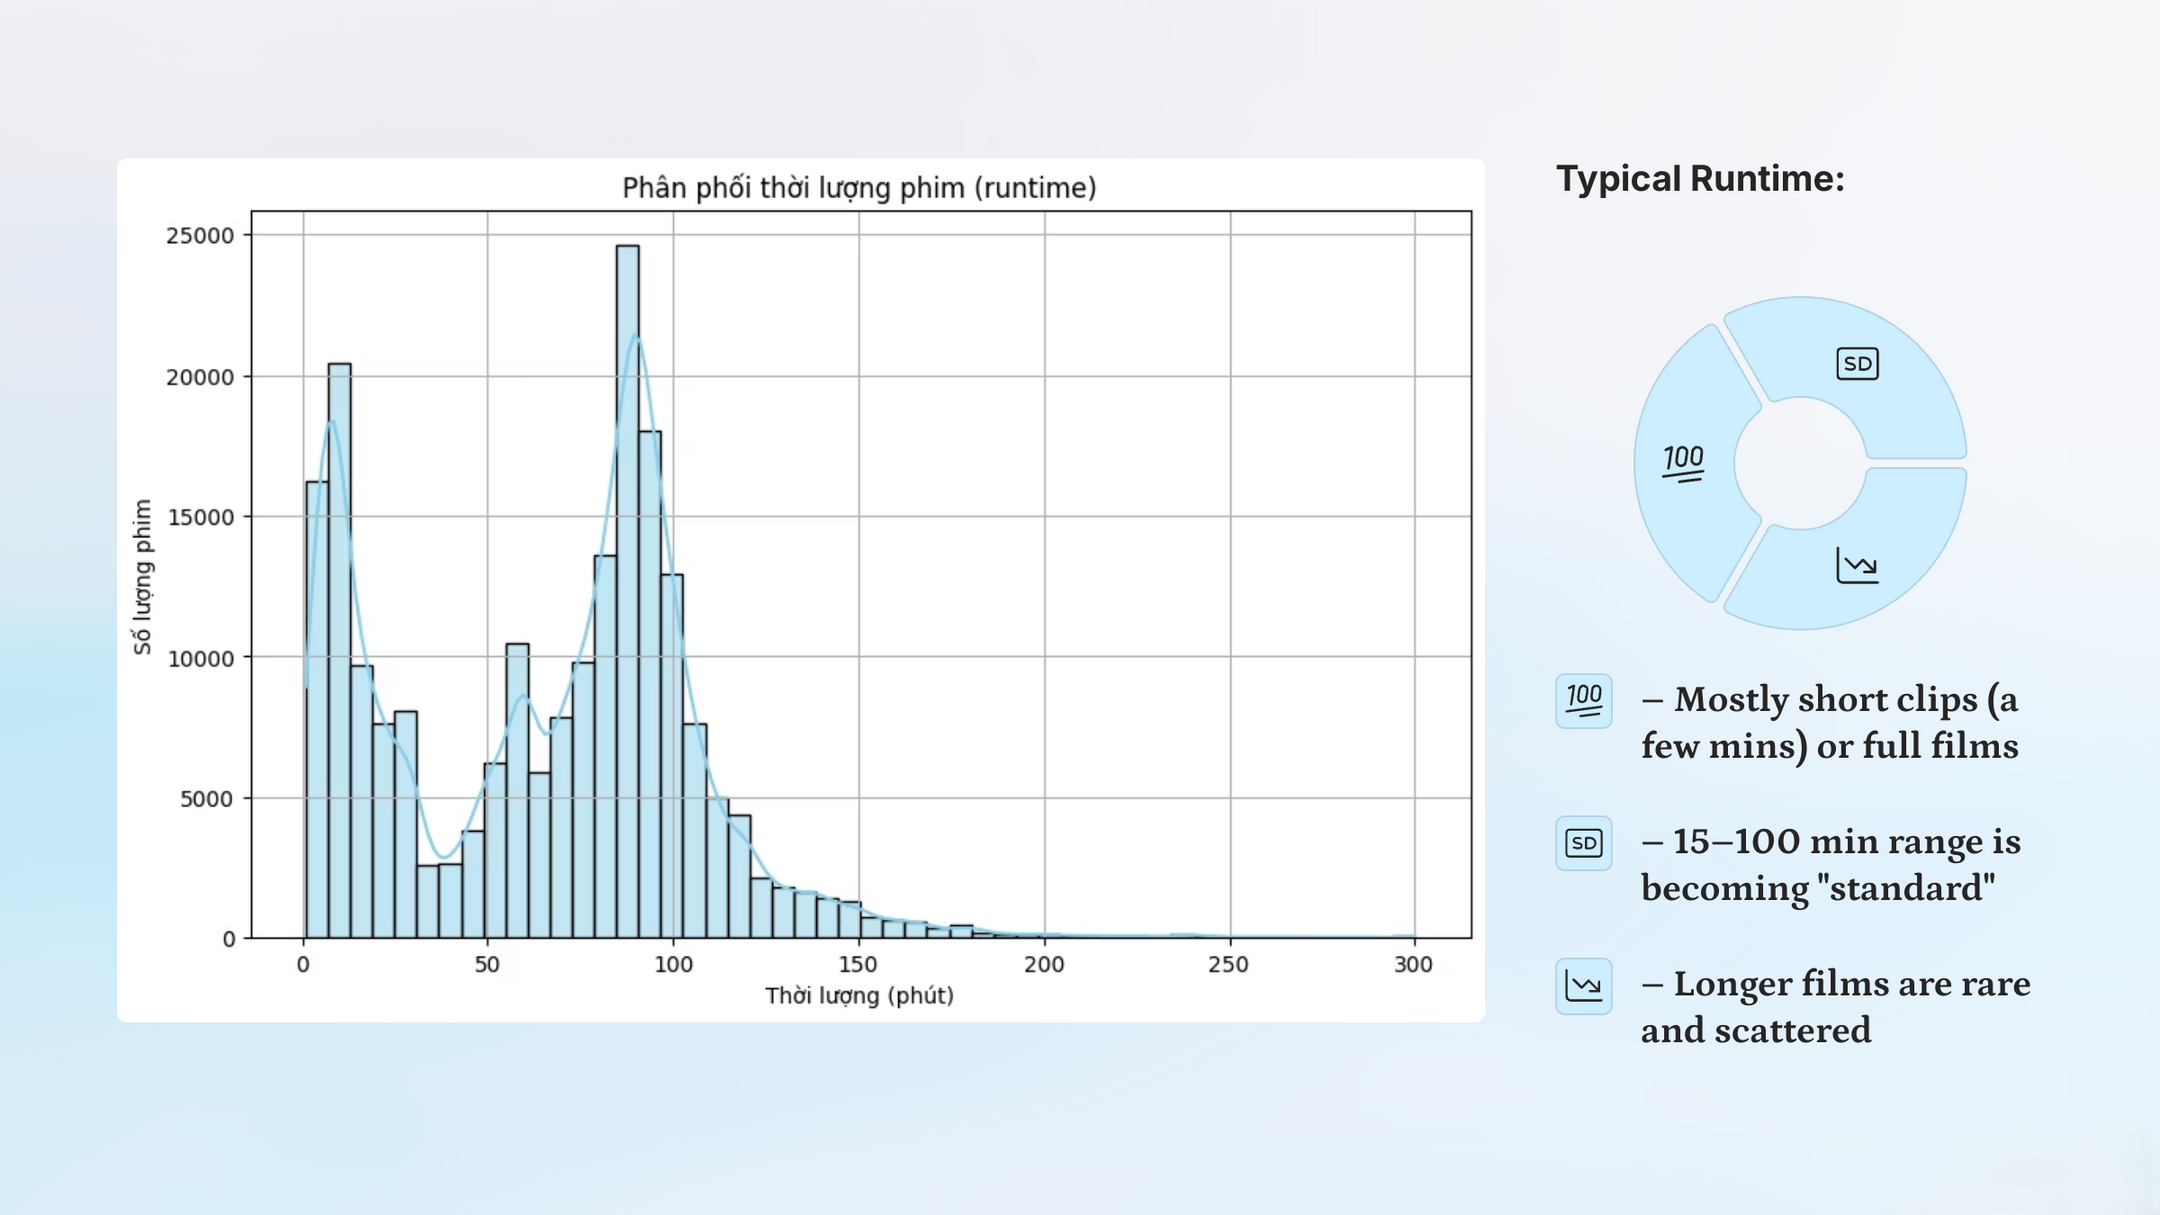 Phân phối thời lượng phim (runtime)
25000
20000
15000
10000
5000
0
Số lượng phim
0 50 100 150 200 250 300
Thời lượng (phút)
Typical Runtime:
SD
100
100
– Mostly short clips (a
few mins) or full films
SD
– 15–100 min range is
becoming "standard"
– Longer films are rare
and scattered